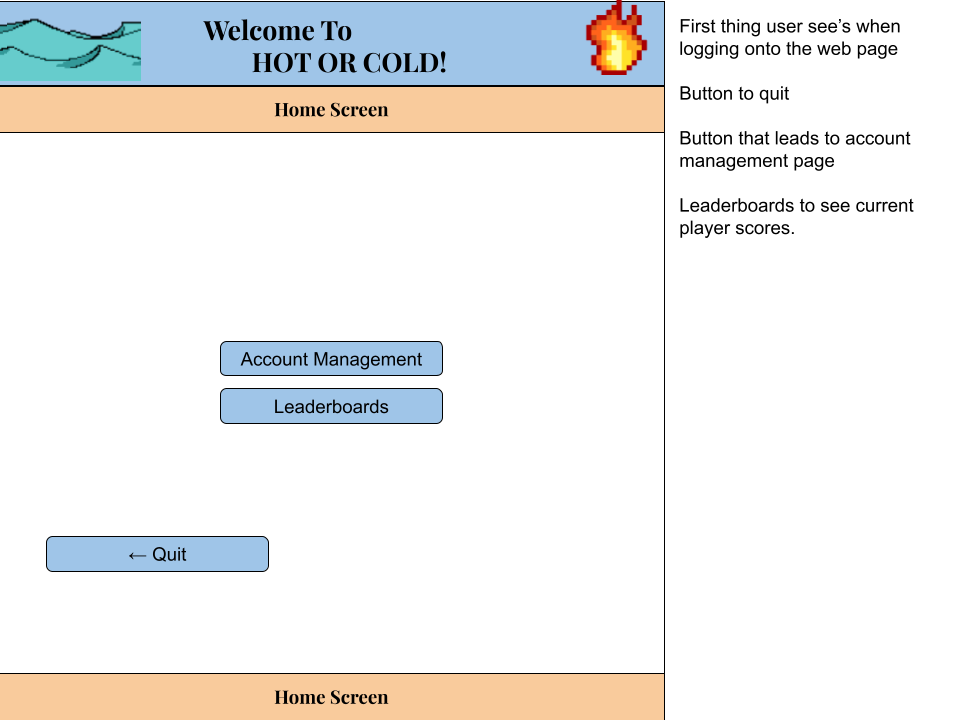 Welcome To
HOT OR COLD!
Home Screen
Account Management
Leaderboards
← Quit
Home Screen
First thing user see’s when
logging onto the web page
Button to quit
Button that leads to account
management page
Leaderboards to see current
player scores.